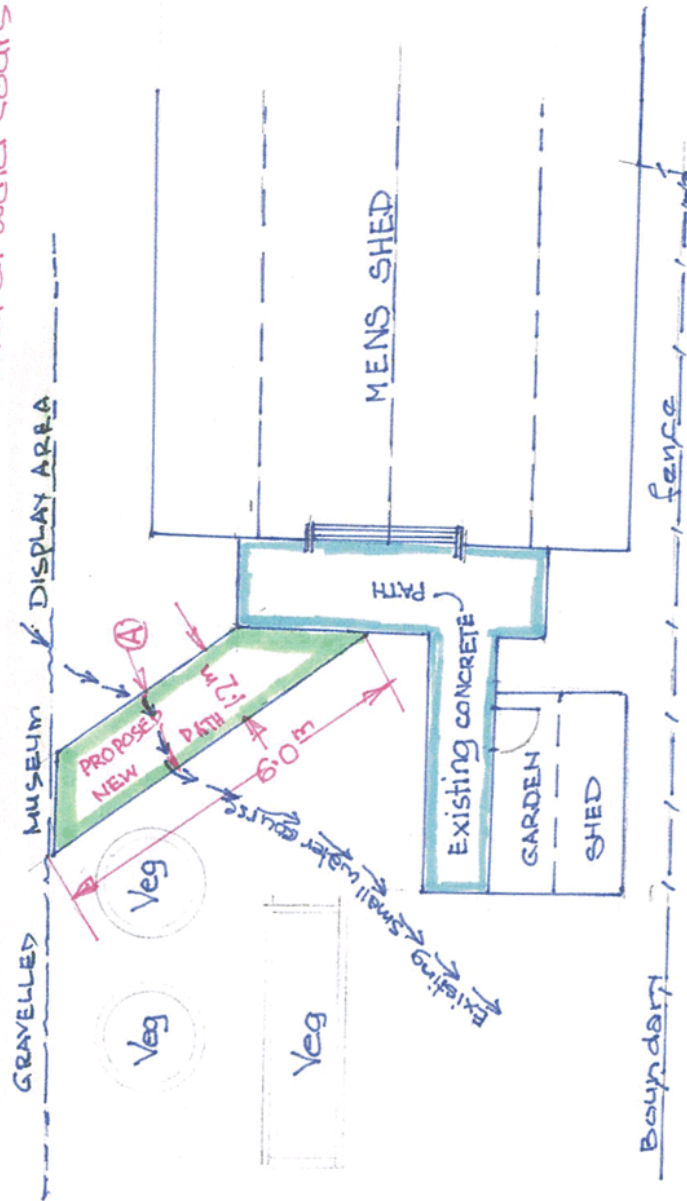 GRAVELLED MUSEUM DISPLAY AREA
A
PROPOSED
NEW PATH
1.2 m
6.0 m
Veg
Veg
Veg
Existing small water course
MENS SHED
Existing CONCRETE
PATH
GARDEN
SHED
Boundary fence